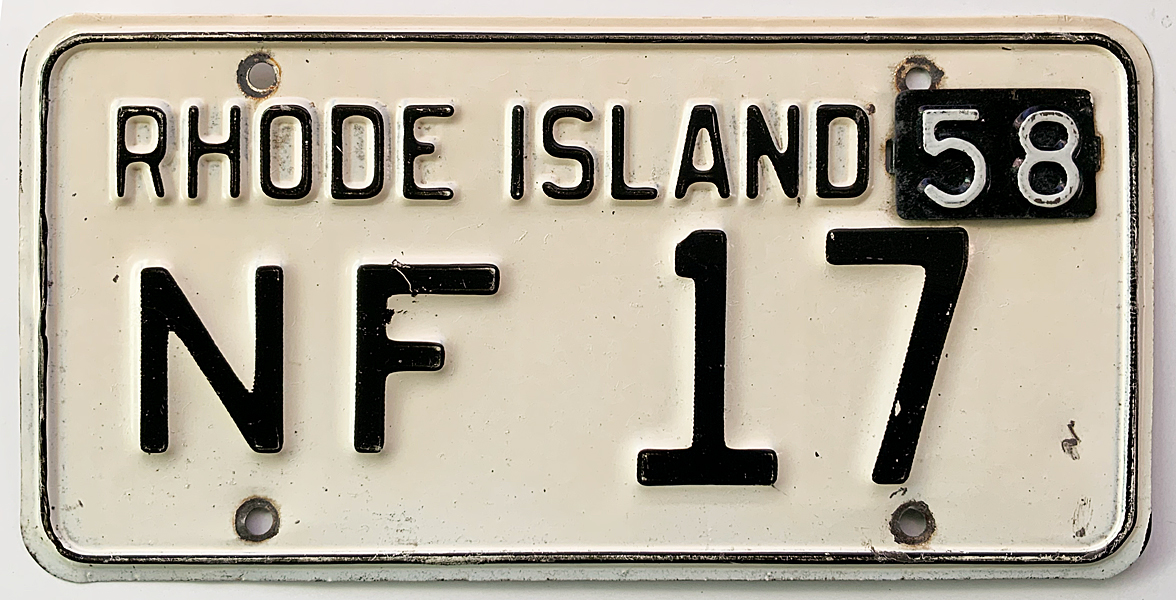 RHODE ISLAND 58
NF 17